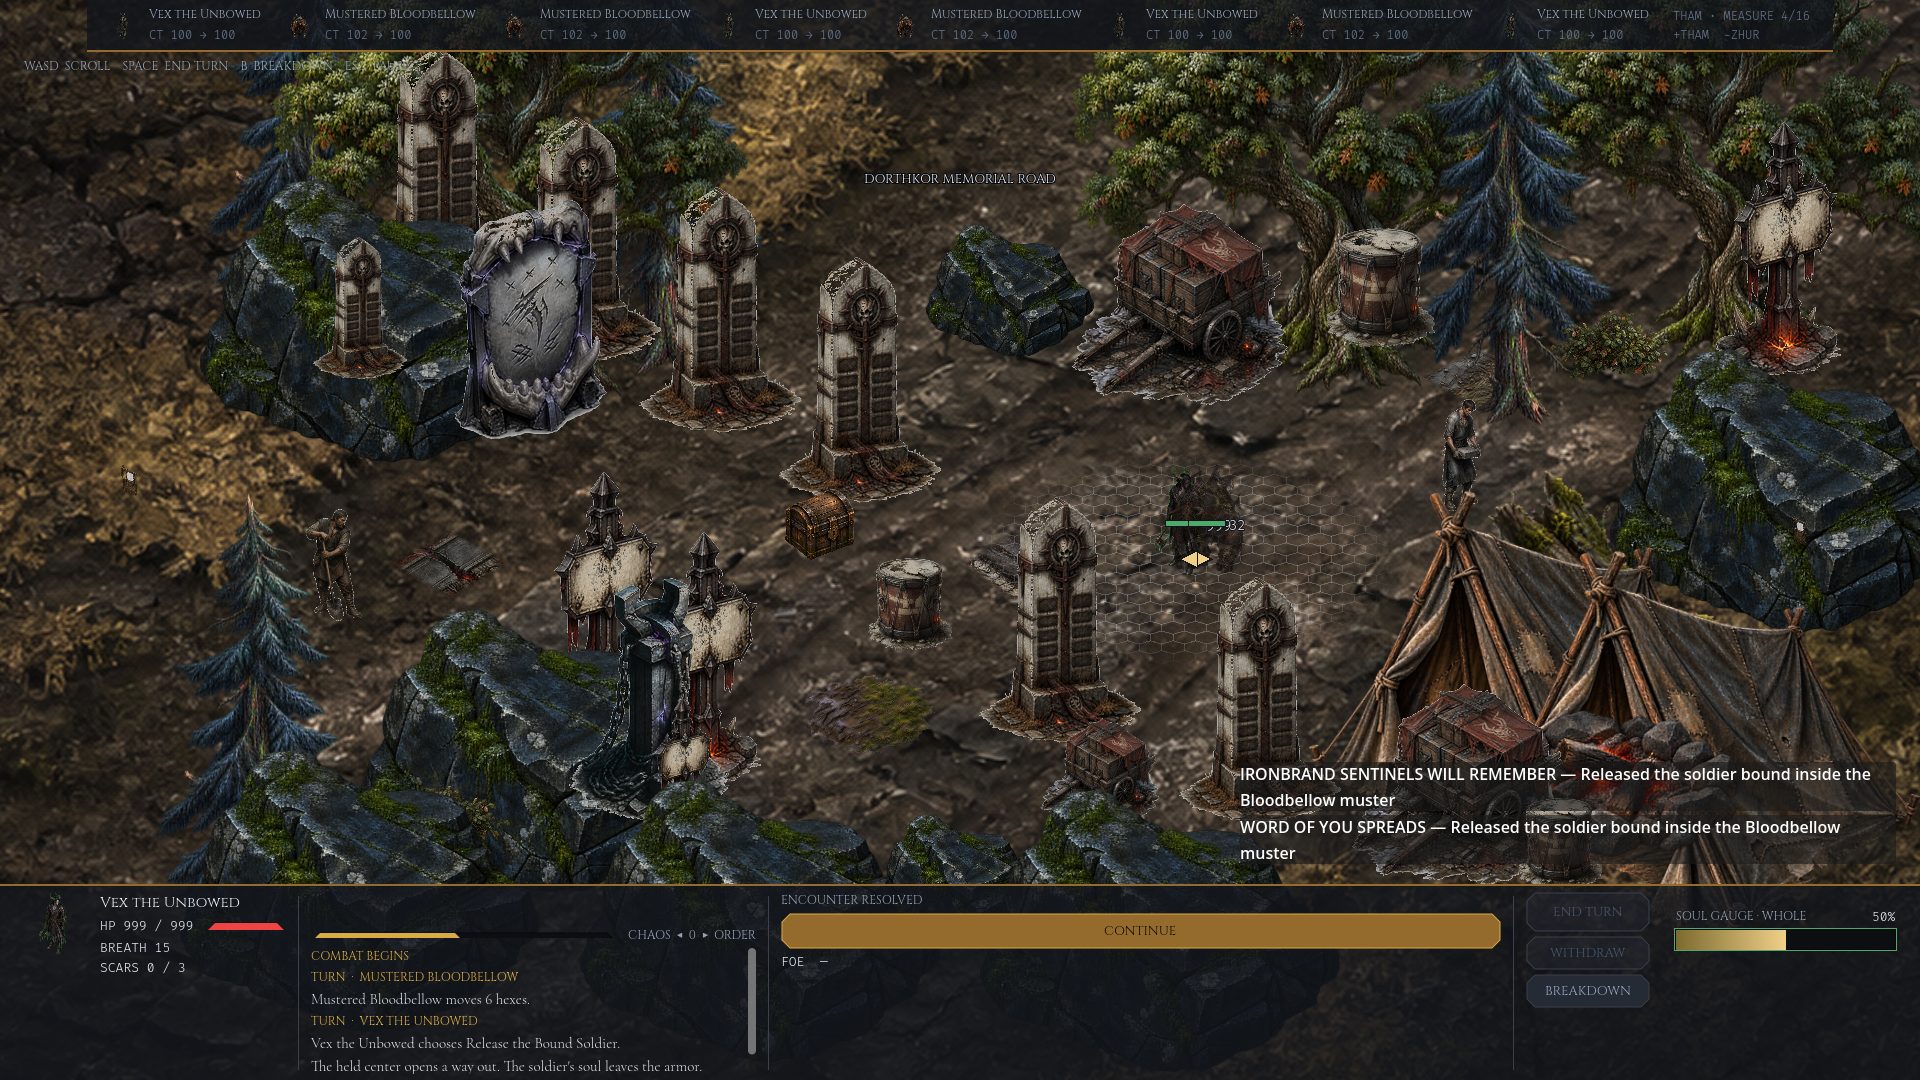 VEX THE UNBOWED
CT 100 → 100
MUSTERED BLOODBELLOW
CT 102 → 100
MUSTERED BLOODBELLOW
CT 102 → 100
VEX THE UNBOWED
CT 100 → 100
MUSTERED BLOODBELLOW
CT 102 → 100
VEX THE UNBOWED
CT 100 → 100
MUSTERED BLOODBELLOW
CT 102 → 100
VEX THE UNBOWED
CT 100 → 100
THAM · MEASURE 4/16
+THAM -ZHUR
WASD SCROLL SPACE END TURN B BREAKDOWN
DORTHKOR MEMORIAL ROAD
IRONBRAND SENTINELS WILL REMEMBER — Released the soldier bound inside the
Bloodbellow muster
WORD OF YOU SPREADS — Released the soldier bound inside the Bloodbellow
muster
VEX THE UNBOWED
HP 999 / 999
BREATH 15
SCARS 0 / 3
CHAOS ◂ 0 ▸ ORDER
COMBAT BEGINS
TURN · MUSTERED BLOODBELLOW
Mustered Bloodbellow moves 6 hexes.
TURN · VEX THE UNBOWED
Vex the Unbowed chooses Release the Bound Soldier.
The held center opens a way out. The soldier's soul leaves the armor.
ENCOUNTER RESOLVED
CONTINUE
FOE —
END TURN
WITHDRAW
BREAKDOWN
SOUL GAUGE · WHOLE 50%